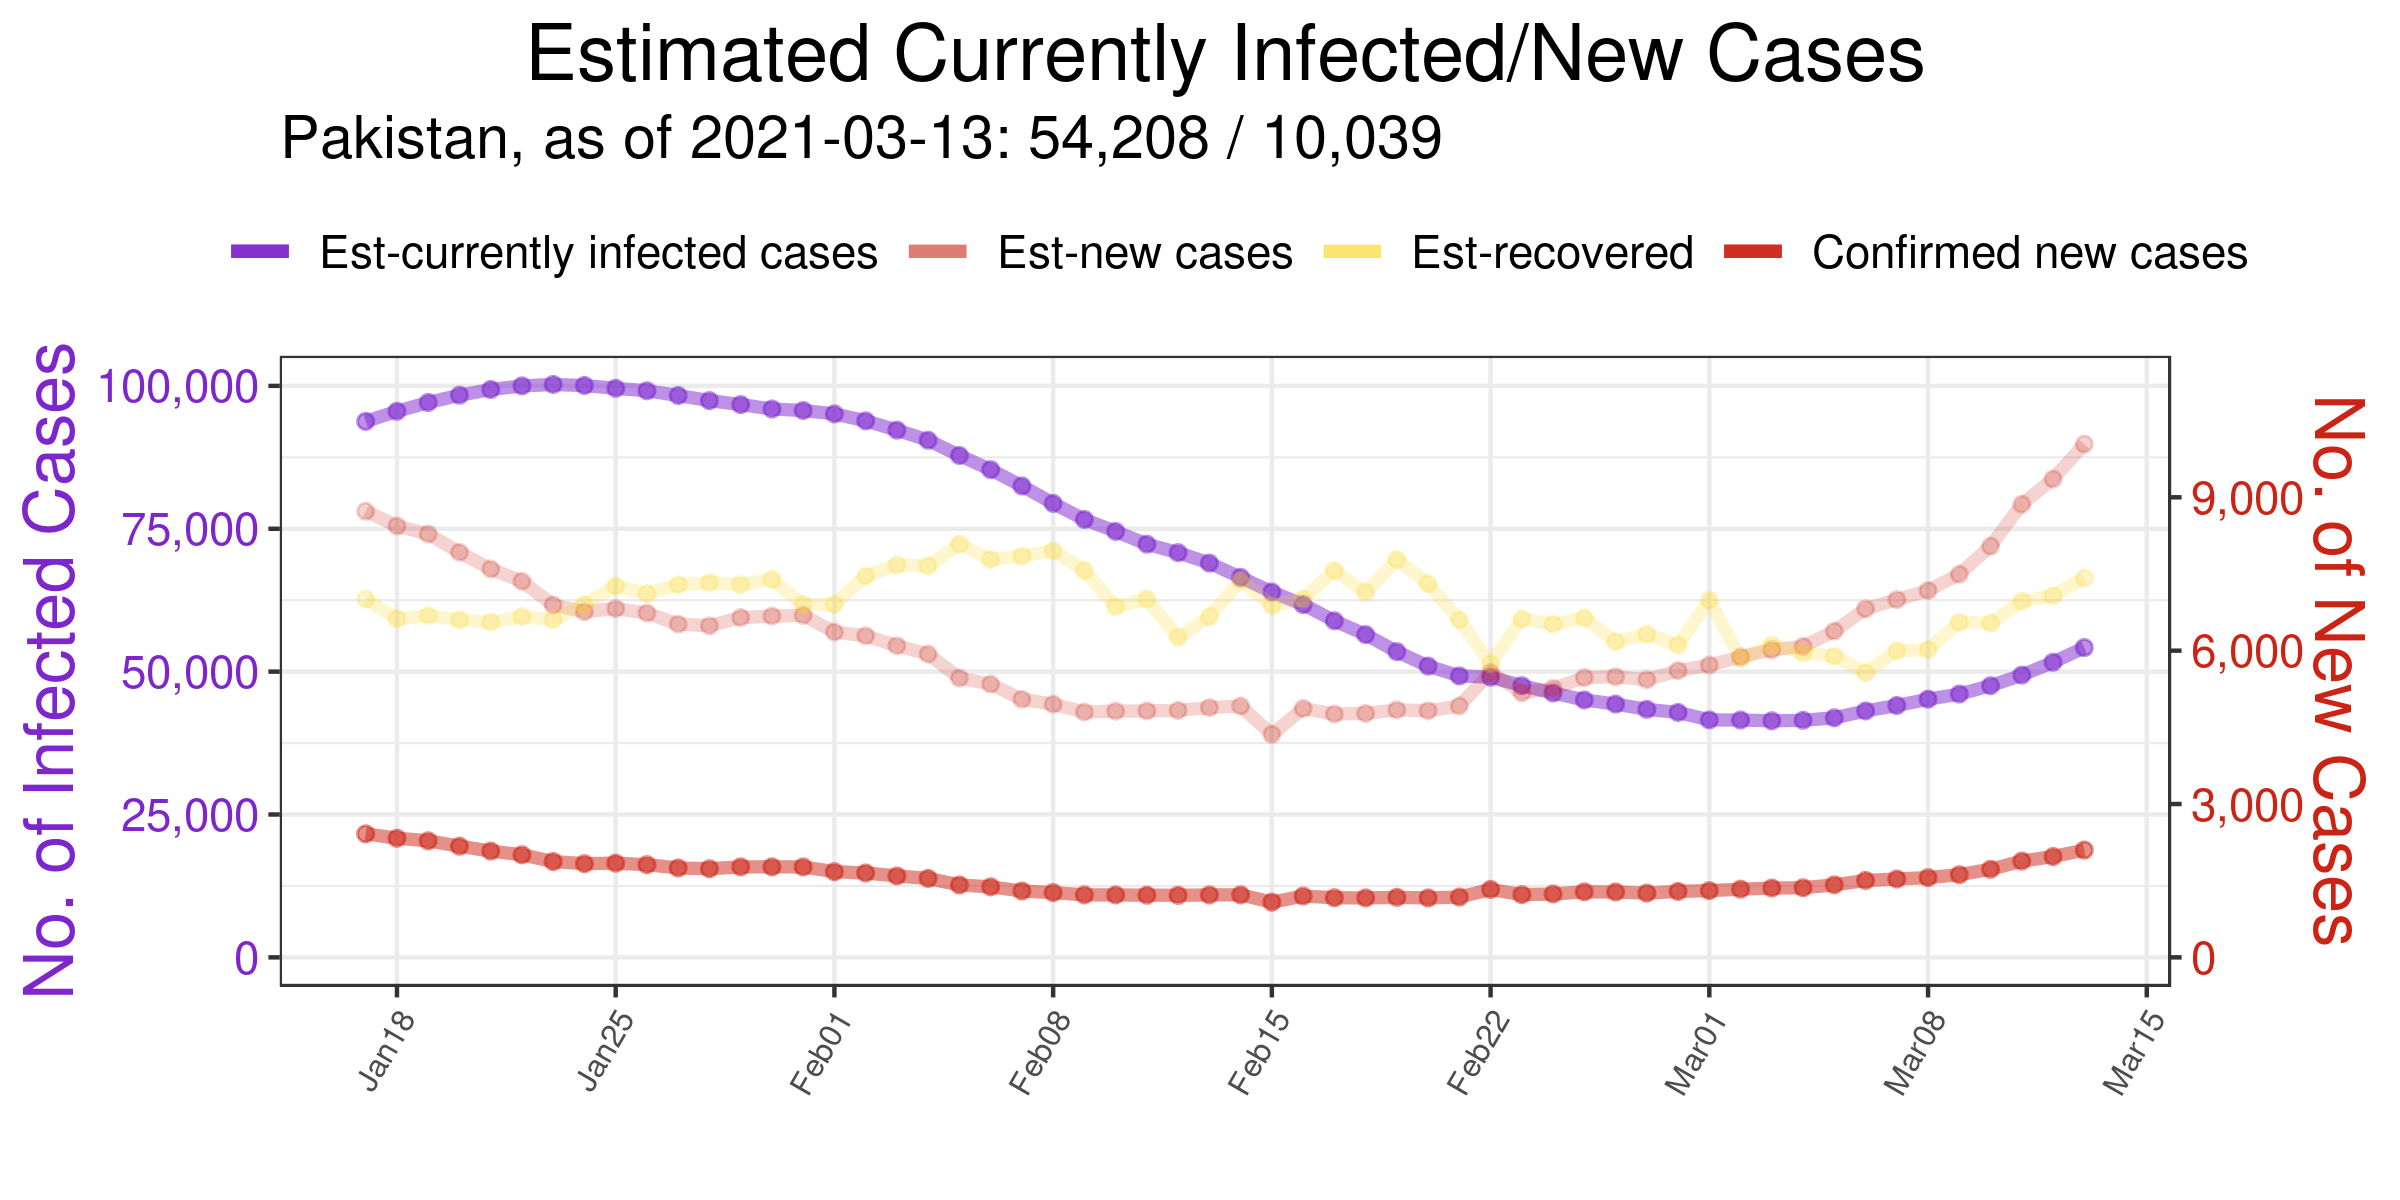 Estimated Currently Infected/New Cases
Pakistan, as of 2021-03-13: 54,208 / 10,039
Est-currently infected cases Est-new cases Est-recovered Confirmed new cases
No. of Infected Cases
100,000
75,000
50,000
25,000
0
9,000
6,000
3,000
0
No. of New Cases
Jan18 Jan25 Feb01 Feb08 Feb15 Feb22 Mar01 Mar08 Mar15